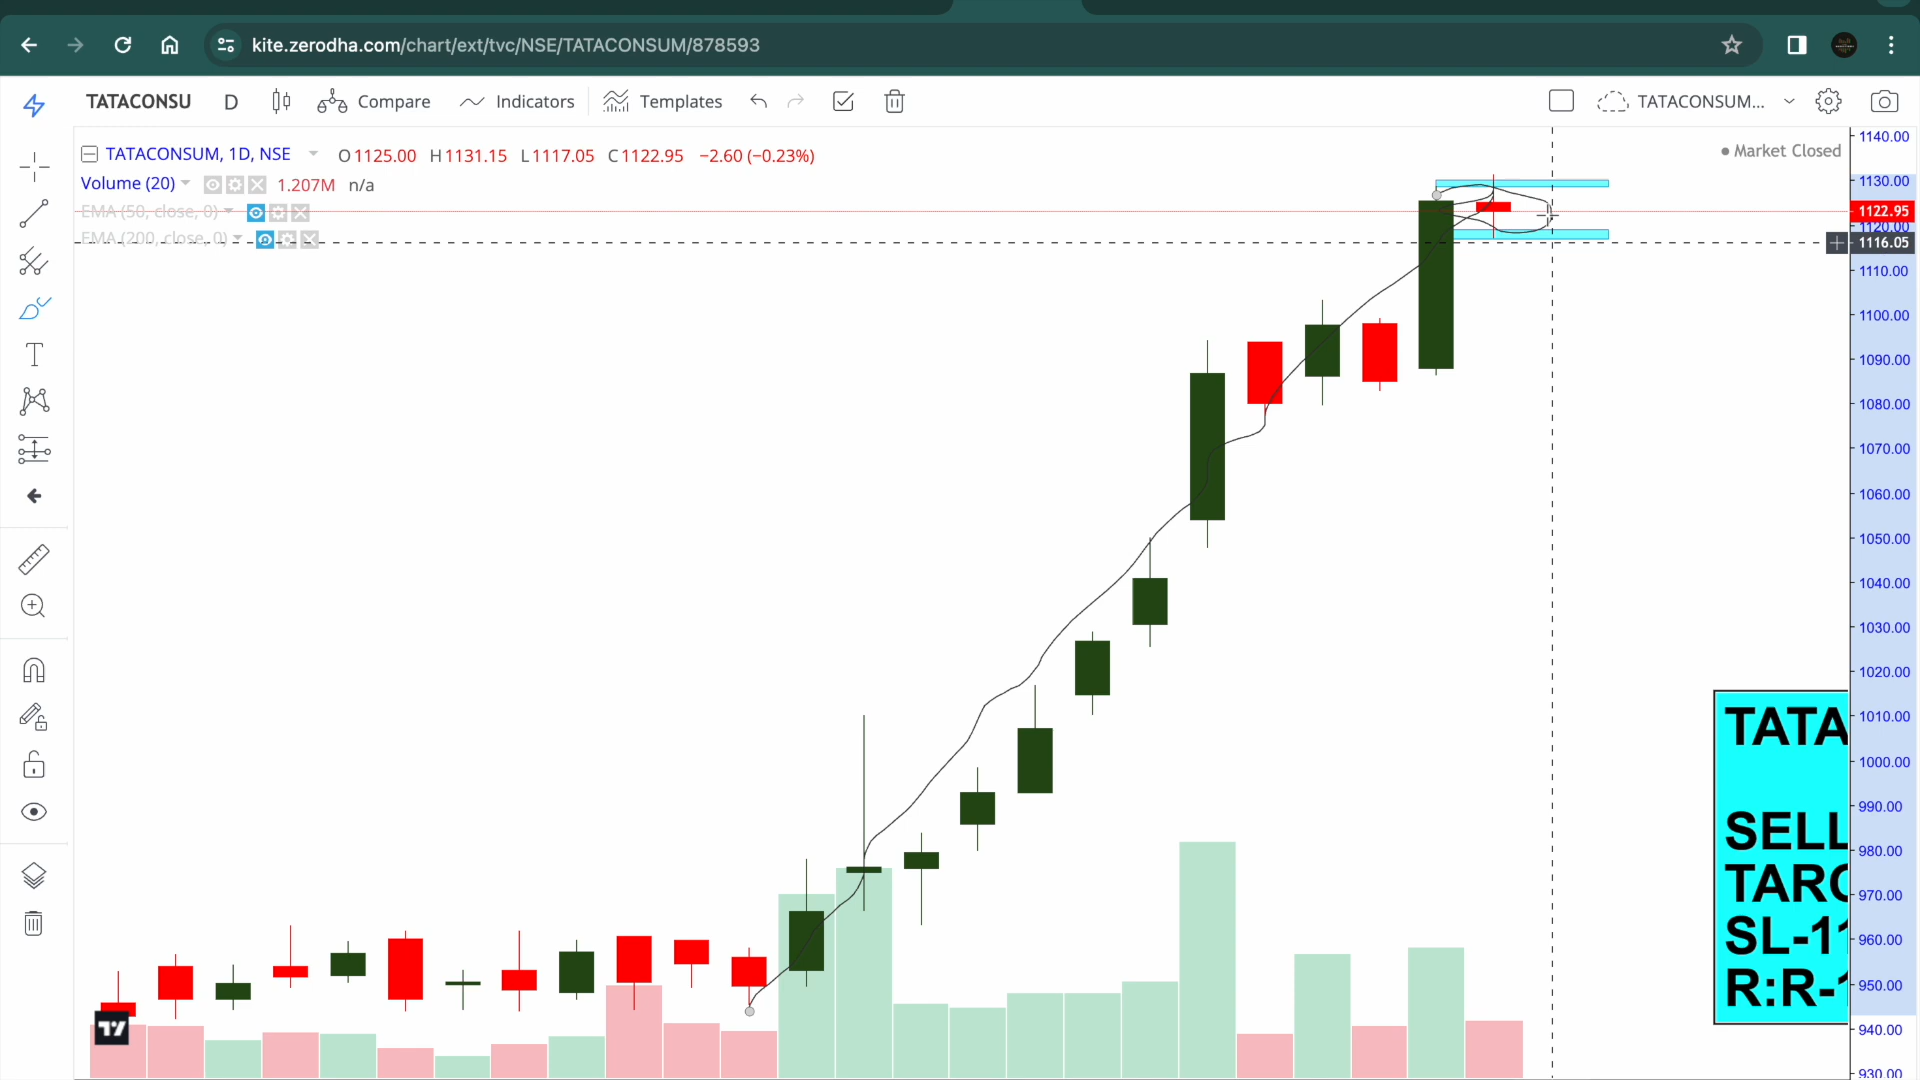 kite.zerodha.com/chart/ext/tvc/NSE/TATACONSUM/878593
TATACONSU D Compare Indicators Templates TATACONSUM...
TATACONSUM, 1D, NSE O1125.00 H1131.15 L1117.05 C1122.95 −2.60 (−0.23%)
Market Closed
Volume (20) 1.207M n/a
EMA (50, close, 0)
EMA (200, close, 0)
1140.00
1130.00
1122.95
1120.00
1116.05
1110.00
1100.00
1090.00
1080.00
1070.00
1060.00
1050.00
1040.00
1030.00
1020.00
1010.00
1000.00
990.00
980.00
970.00
960.00
950.00
940.00
930.00
TATA
SELL
TARG
SL-11
R:R-1